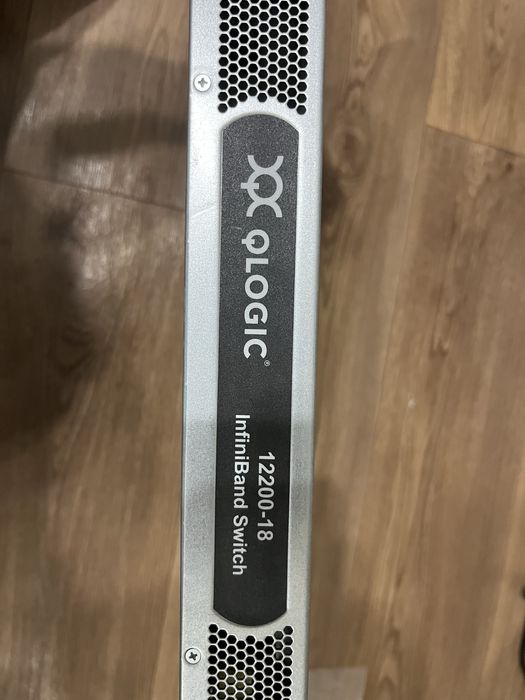 QLOGIC®
12200-18
InfiniBand Switch